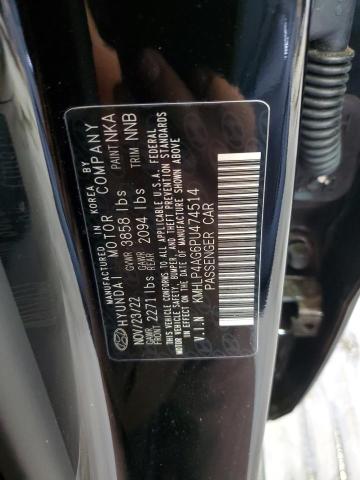 MANUFACTURED IN KOREA BY
HYUNDAI MOTOR COMPANY
NOV/23/22 GVWR 3858 lbs PAINT NKA
GAWR FRONT 2271 lbs GAWR REAR 2094 lbs TRIM NNB
THIS VEHICLE CONFORMS TO ALL APPLICABLE U.S.A. FEDERAL
MOTOR VEHICLE SAFETY, BUMPER, AND THEFT PREVENTION
STANDARDS IN EFFECT ON THE DATE OF MANUFACTURE SHOWN ABOVE.
V.I.N KMHLP4AG6PU474514
PASSENGER CAR